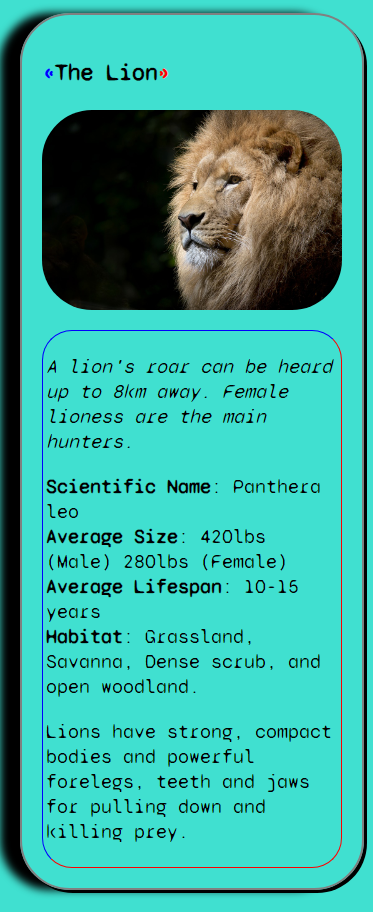 «The Lion»
A lion's roar can be heard
up to 8km away. Female
lioness are the main
hunters.
Scientific Name: Panthera
leo
Average Size: 420lbs
(Male) 280lbs (Female)
Average Lifespan: 10-15
years
Habitat: Grassland,
Savanna, Dense scrub, and
open woodland.
Lions have strong, compact
bodies and powerful
forelegs, teeth and jaws
for pulling down and
killing prey.